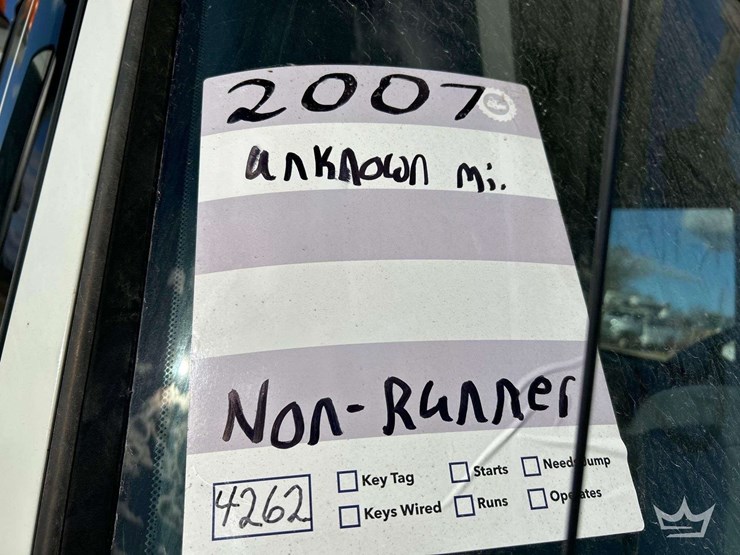 2007
unknown mi.
Non-Runner
4262
Key Tag
Starts
Needs Jump
Keys Wired
Runs
Operates